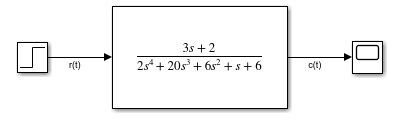 3s + 2
2s⁴ + 20s³ + 6s² + s + 6
r(t)
c(t)